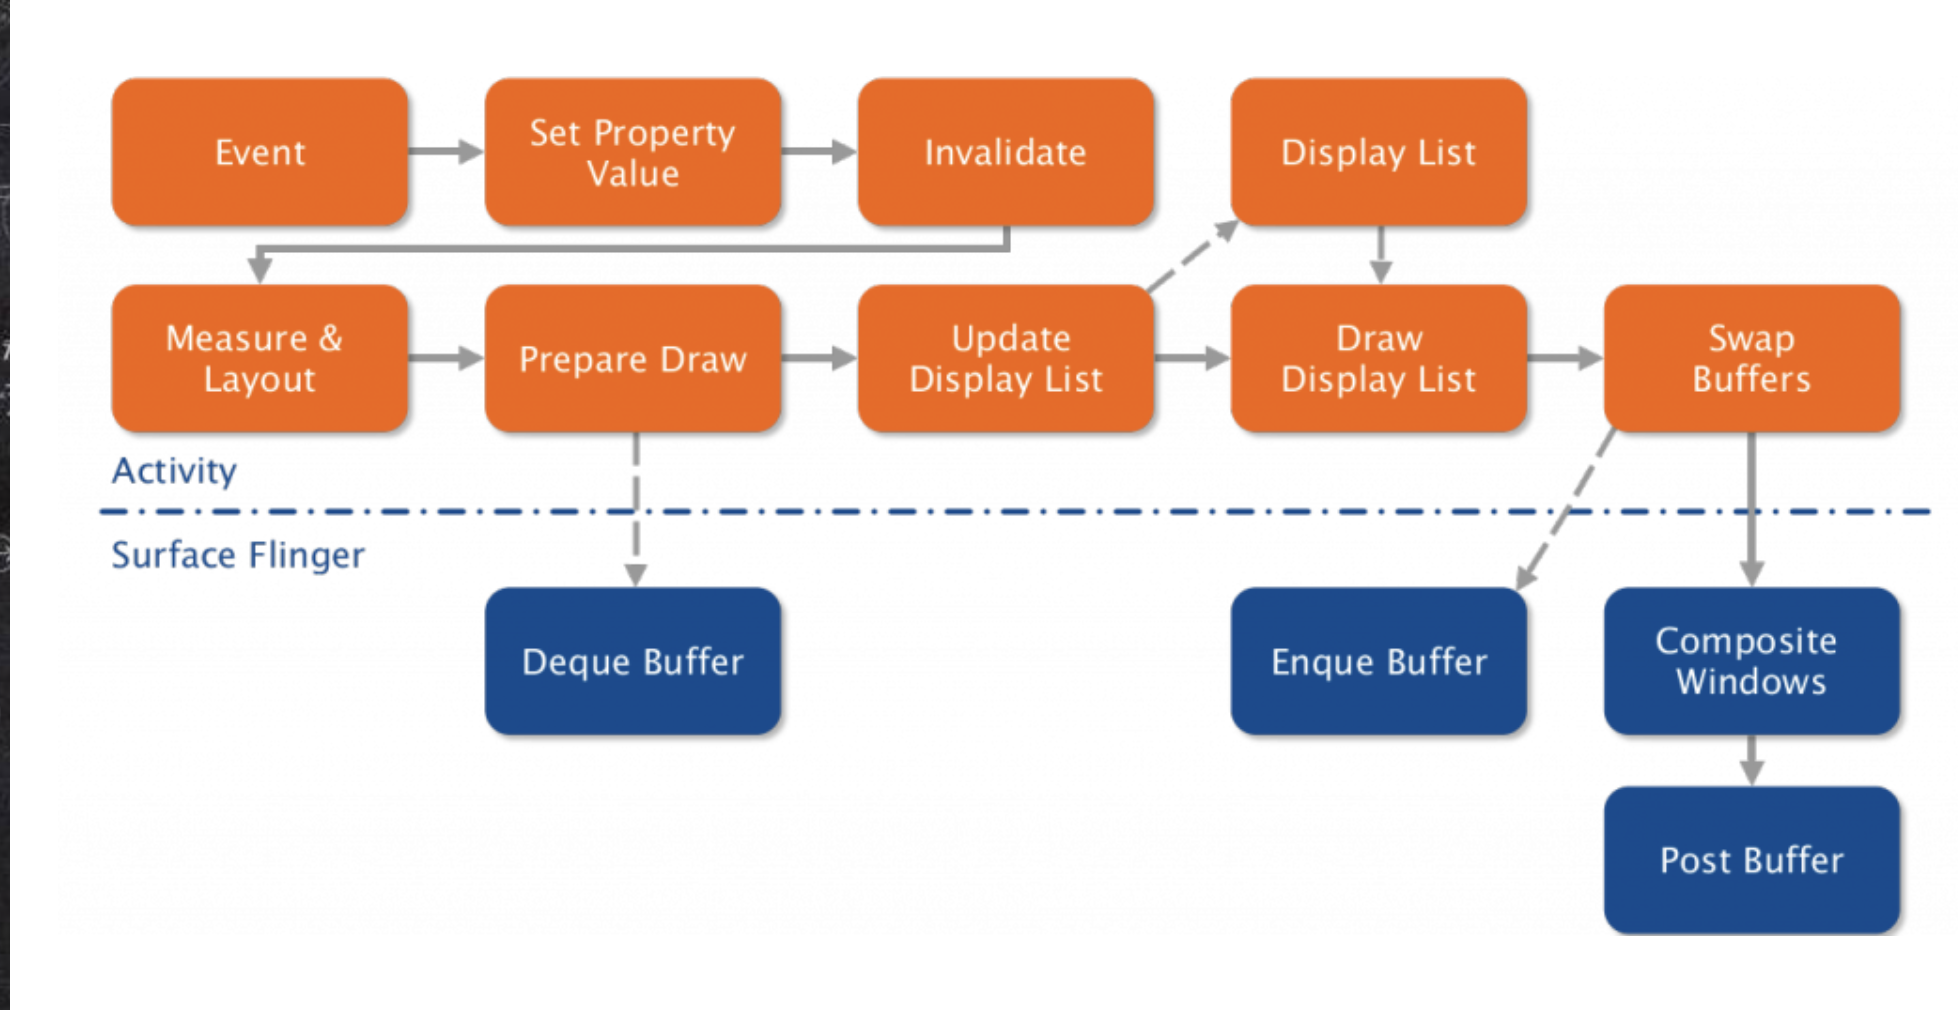 Event
Set Property
Value
Invalidate
Display List
Measure &
Layout
Prepare Draw
Update
Display List
Draw
Display List
Swap
Buffers
Activity
Surface Flinger
Deque Buffer
Enque Buffer
Composite
Windows
Post Buffer